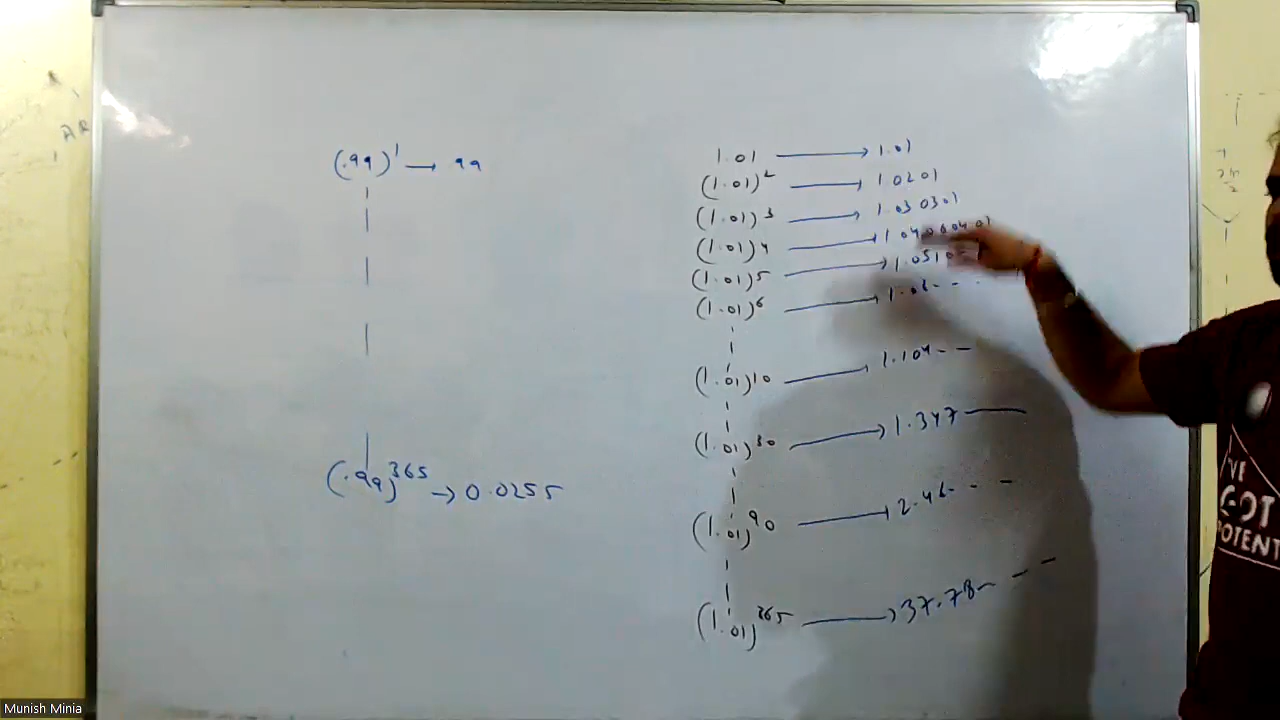 (.99)¹ → 99
(.99)³⁶⁵ → 0.0255
1.01 → 1.01
(1.01)² → 1.0201
(1.01)³ → 1.030301
(1.01)⁴ → 1.04060401
(1.01)⁵ → 1.0510--
(1.01)⁶ → 1.06----
(1.01)¹⁰ → 1.104--
(1.01)³⁰ → 1.347—
(1.01)⁹⁰ → 2.46---
(1.01)³⁶⁵ → 37.78---
GOT
POTENT
Munish Minia